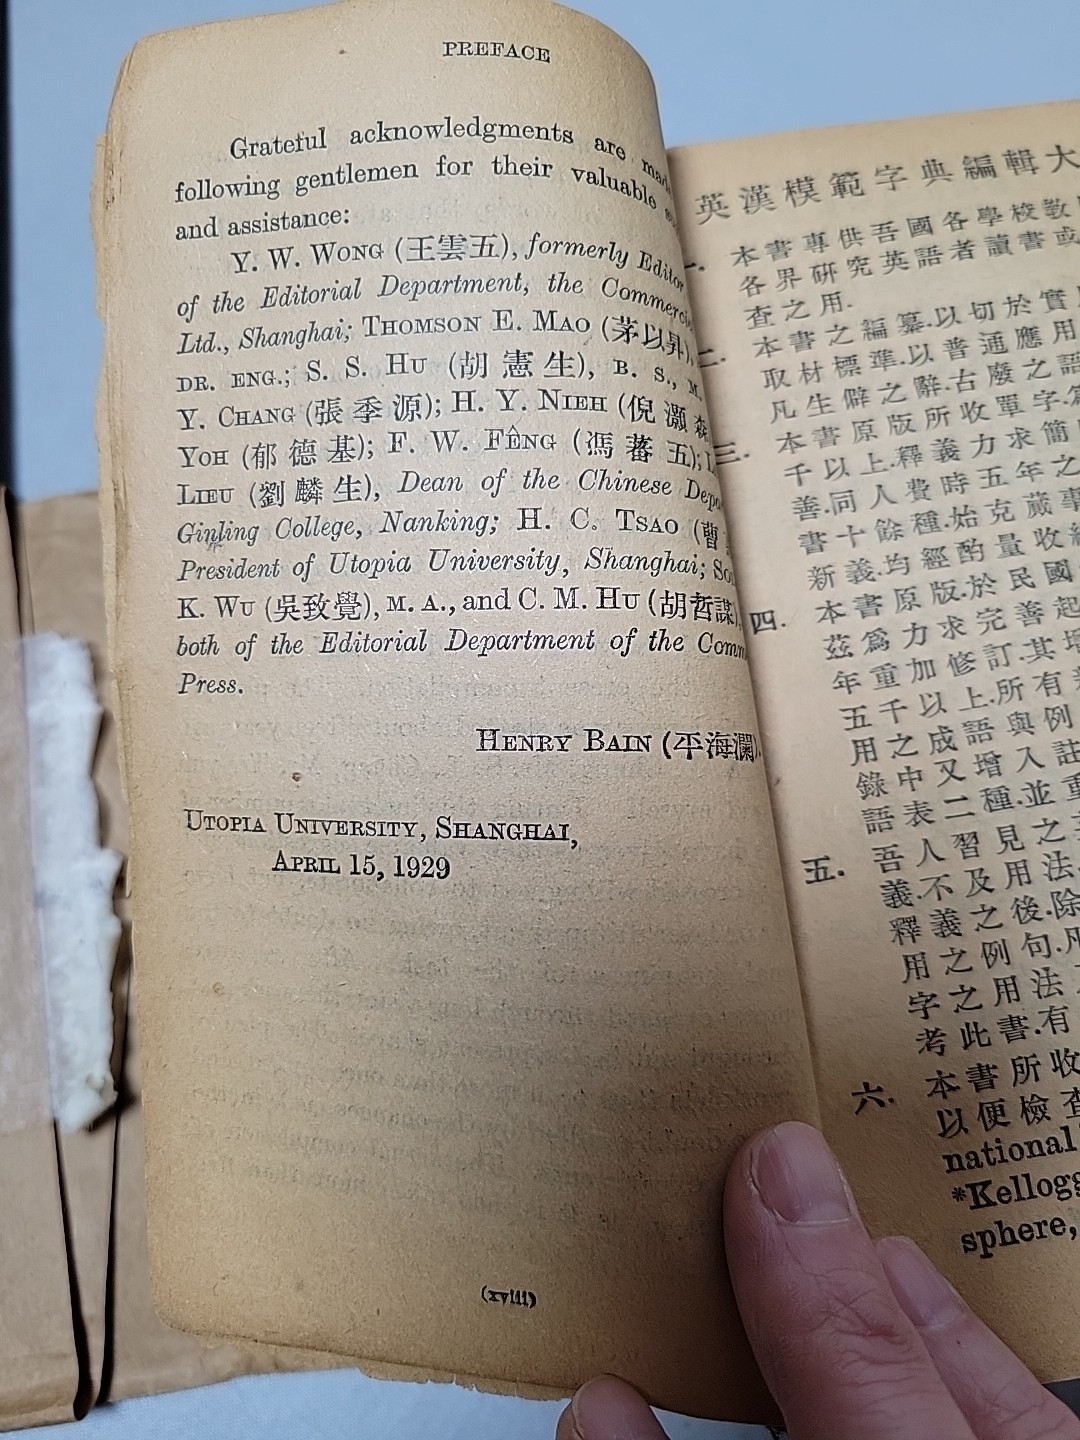 PREFACE
Grateful acknowledgments are
following gentlemen for their valuable
and assistance:
Y. W. WONG (王雲五), formerly Editor
of the Editorial Department, the
Ltd., Shanghai; THOMSON E. MAO (茅以昇),
DR. ENG.; S. S. HU (胡憲生), B. S., M.
Y. CHANG (張季源); H. Y. NIEH (倪灝森
YOH (郁德基); F. W. FÊNG (馮蕃五);
LIEU (劉麟生), Dean of the Chinese
Ginling College, Nanking; H. C. TSAO (曹
President of Utopia University, Shanghai;
K. WU (吳致覺), M. A., and C. M. HU (胡哲謀),
both of the Editorial Department of the
Press.
HENRY BAIN (平海瀾).
UTOPIA UNIVERSITY, SHANGHAI,
APRIL 15, 1929
(xviii)
英漢模範字典編輯大
一. 本書專供吾國各學校教
各界研究英語者讀書或
查之用.
二. 本書之編纂.以切於實
取材標準.以普通應用
凡生僻之辭.古廢之語
三. 本書原版所收單字.
千以上.釋義力求簡
善.同人費時五年之
書十餘種.始克蕆事
新義.均經酌量收
四. 本書原版.於民國
茲爲力求完善起
年重加修訂.其增
五千以上.所有
用之成語與例
錄中又增入註
語表二種.並重
五. 吾人習見之
義.不及用法.
釋義之後.除
用之例句.凡
字之用法
考此書.有
六. 本書所收
以便檢查
national
*Kellogg
sphere,